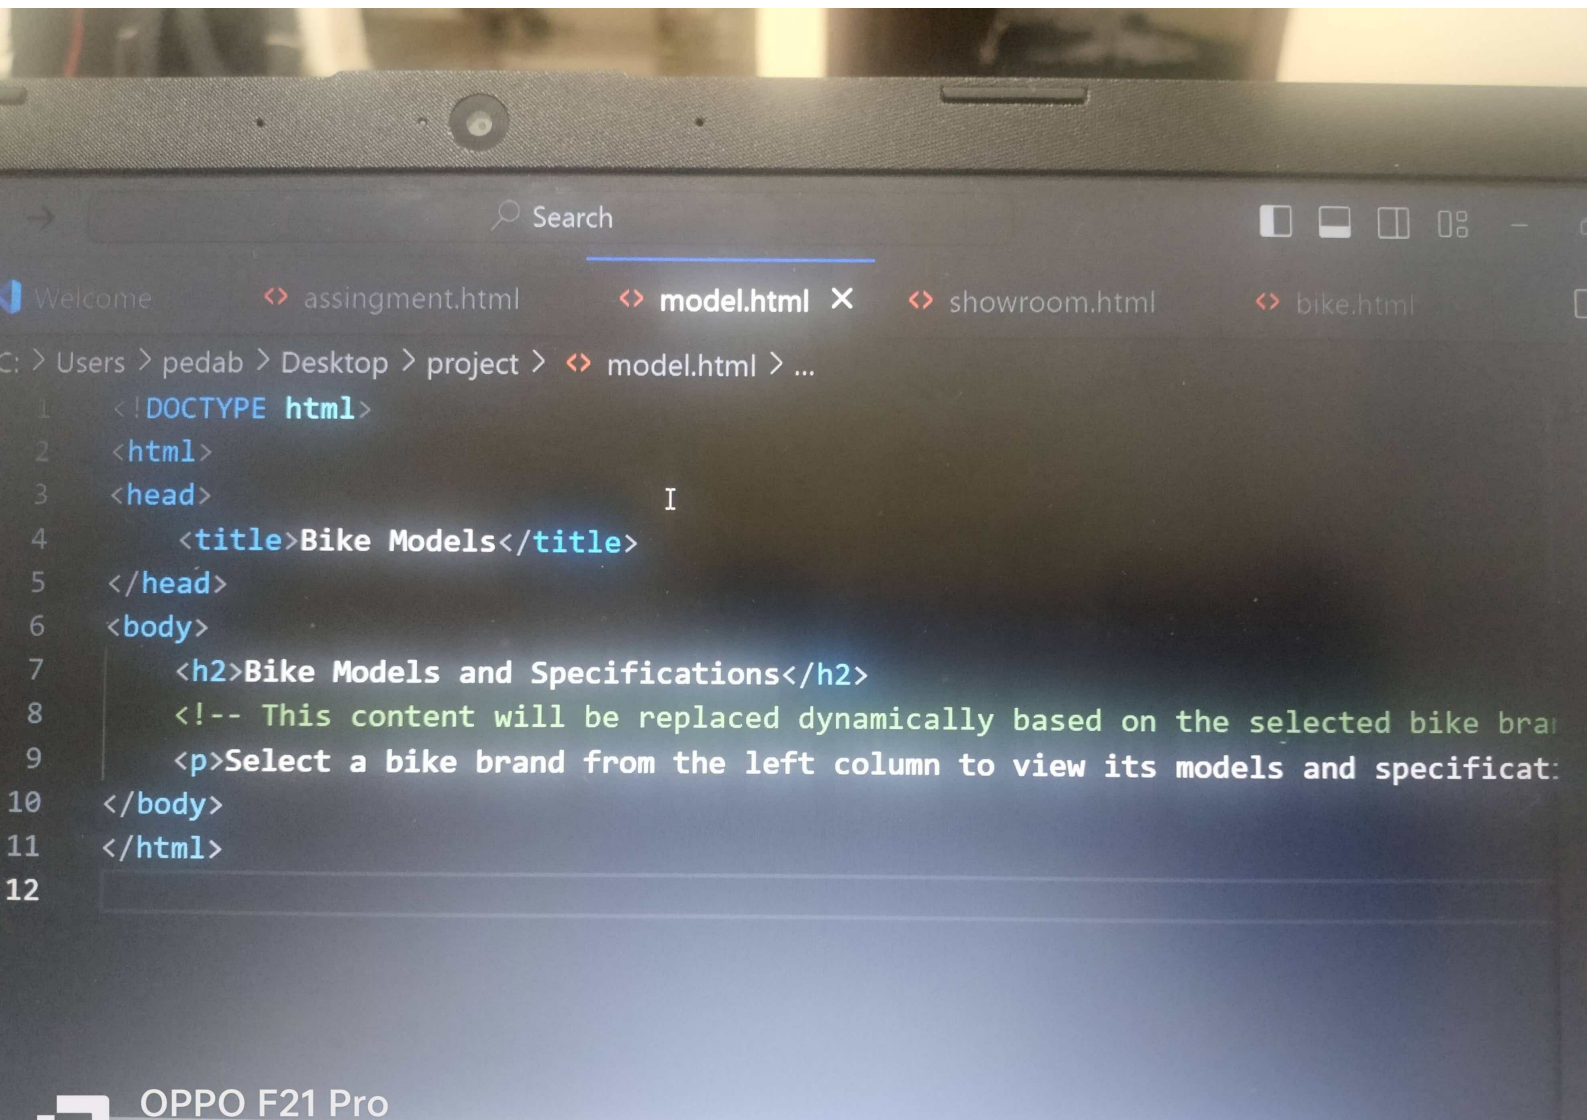 Search
Welcome assingment.html model.html showroom.html bike.html
C: > Users > pedab > Desktop > project > <> model.html > ...
1 <!DOCTYPE html>
2 <html>
3 <head>
4 <title>Bike Models</title>
5 </head>
6 <body>
7 <h2>Bike Models and Specifications</h2>
8 <!-- This content will be replaced dynamically based on the selected bike bra
9 <p>Select a bike brand from the left column to view its models and specificat
10 </body>
11 </html>
12
OPPO F21 Pro